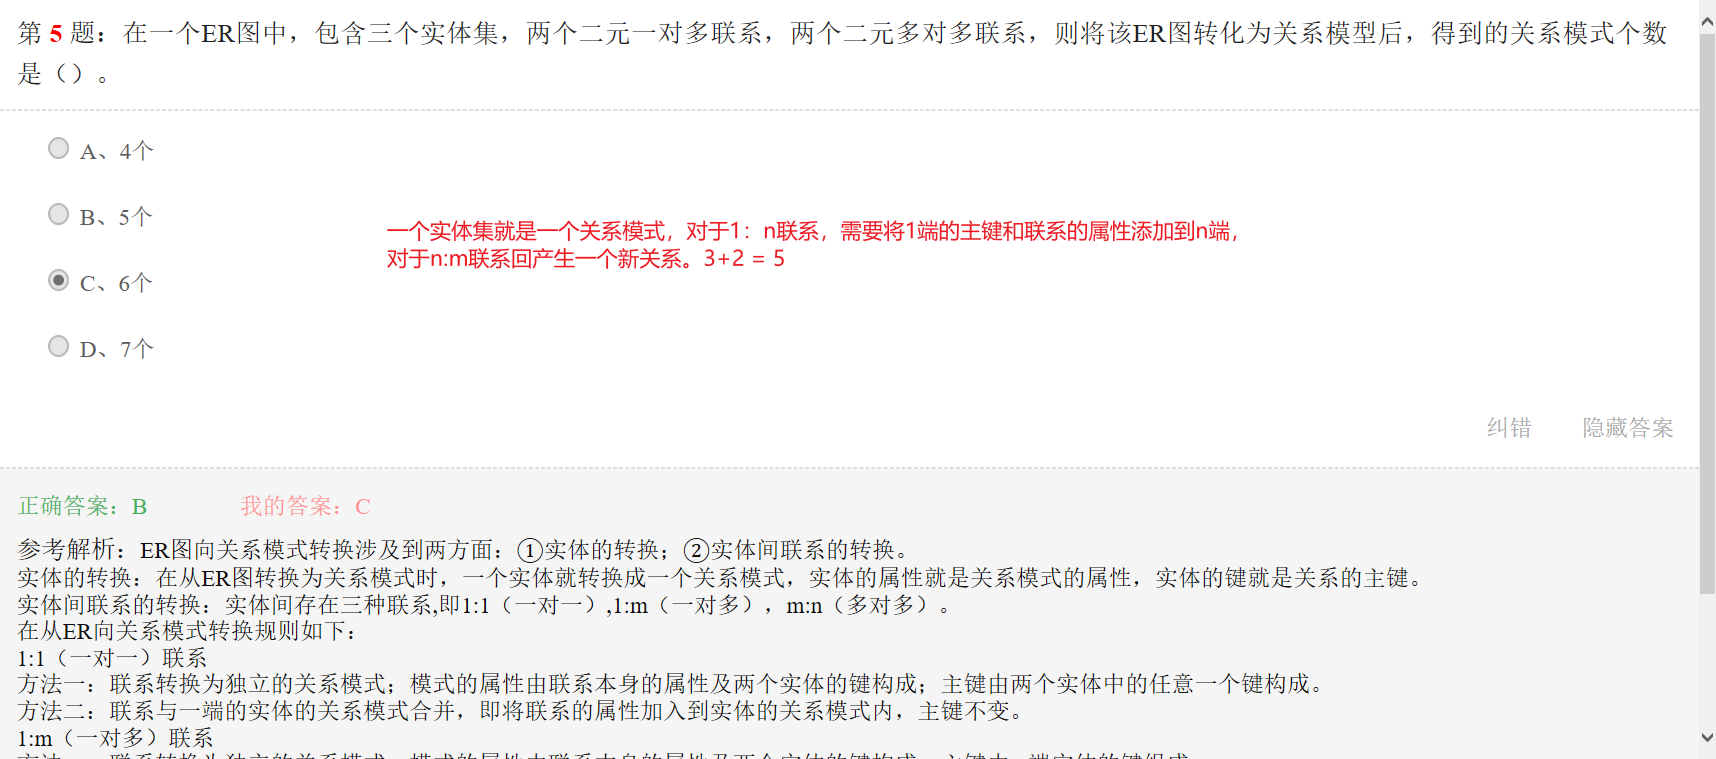 第 5 题：在一个ER图中，包含三个实体集，两个二元一对多联系，两个二元多对多联系，则将该ER图转化为关系模型后，得到的关系模式个数
是（）。
A、4个
B、5个
一个实体集就是一个关系模式，对于1：n联系，需要将1端的主键和联系的属性添加到n端，
对于n:m联系回产生一个新关系。3+2 = 5
C、6个
D、7个
纠错 隐藏答案
正确答案：B 我的答案：C
参考解析：ER图向关系模式转换涉及到两方面：①实体的转换；②实体间联系的转换。
实体的转换：在从ER图转换为关系模式时，一个实体就转换成一个关系模式，实体的属性就是关系模式的属性，实体的键就是关系的主键。
实体间联系的转换：实体间存在三种联系,即1:1（一对一）,1:m（一对多），m:n（多对多）。
在从ER向关系模式转换规则如下：
1:1（一对一）联系
方法一：联系转换为独立的关系模式；模式的属性由联系本身的属性及两个实体的键构成；主键由两个实体中的任意一个键构成。
方法二：联系与一端的实体的关系模式合并，即将联系的属性加入到实体的关系模式内，主键不变。
1:m（一对多）联系